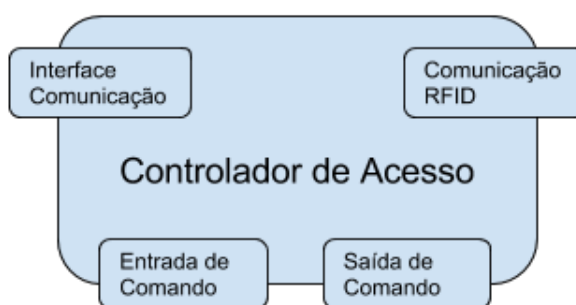 Interface
Comunicação
Comunicação
RFID
Controlador de Acesso
Entrada de
Comando
Saída de
Comando